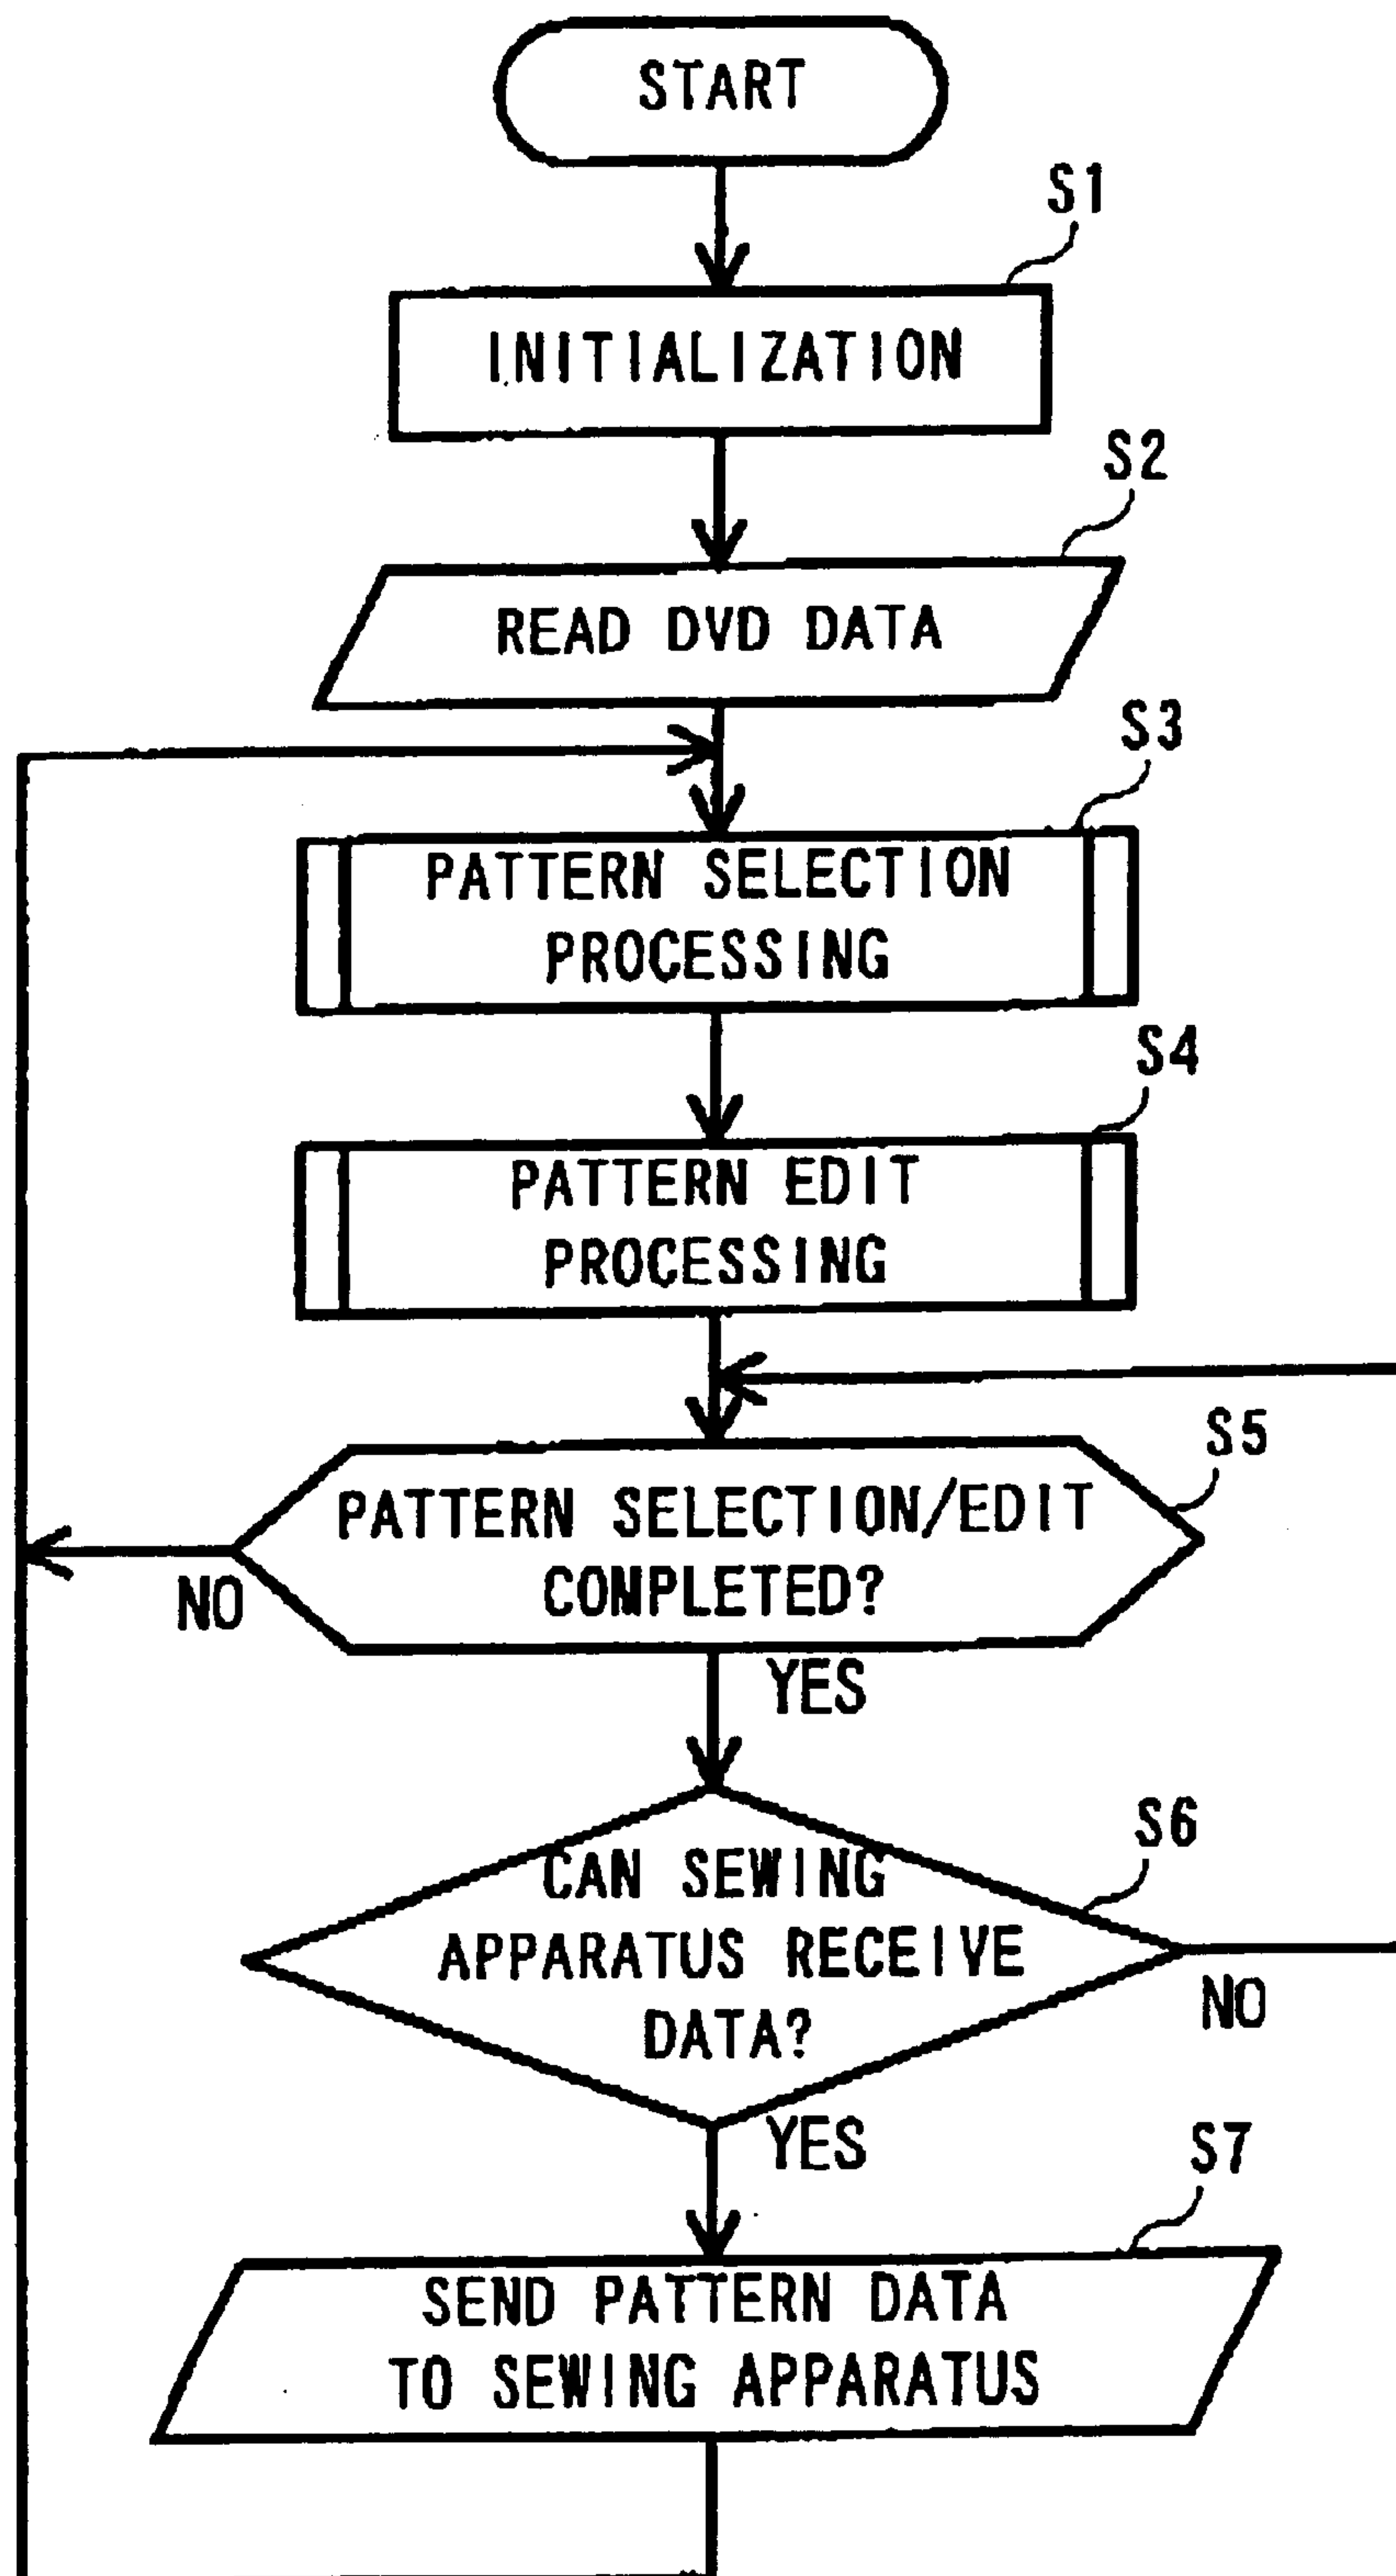 START
S1
INITIALIZATION
S2
READ DVD DATA
S3
PATTERN SELECTION
PROCESSING
S4
PATTERN EDIT
PROCESSING
S5
PATTERN SELECTION/EDIT
COMPLETED?
NO
YES
S6
CAN SEWING
APPARATUS RECEIVE
DATA?
NO
YES
S7
SEND PATTERN DATA
TO SEWING APPARATUS